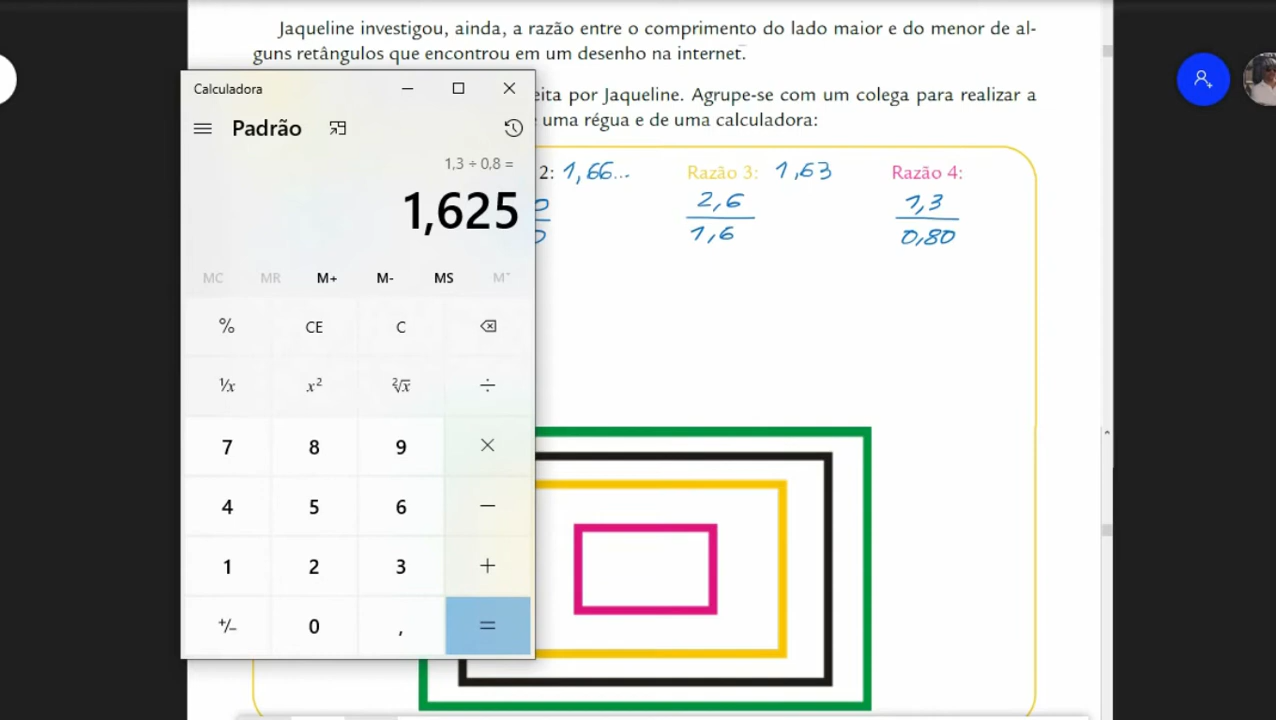 Jaqueline investigou, ainda, a razão entre o comprimento do lado maior e do menor de al-
guns retângulos que encontrou em um desenho na internet.
eita por Jaqueline. Agrupe-se com um colega para realizar a
uma régua e de uma calculadora:
2: 1,66... Razão 3: 1,63 Razão 4:
0 2,6 1,3
0 1,6 0,80
Calculadora
Padrão
1,3 ÷ 0,8 =
1,625
MC MR M+ M- MS Mˇ
% CE C
¹/x x² ²√x ÷
7 8 9 ×
4 5 6 −
1 2 3 +
+/− 0 , =